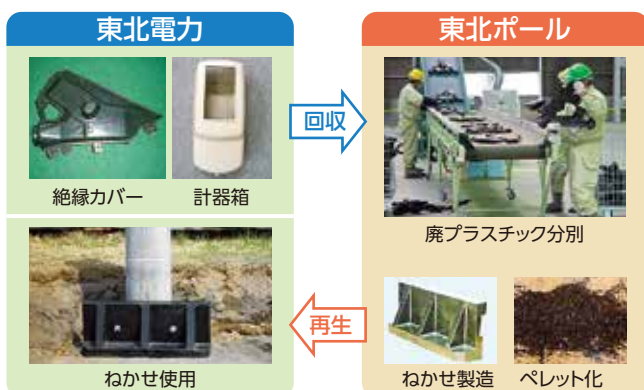 東北電力
絶縁カバー
計器箱
回収
東北ポール
廃プラスチック分別
ねかせ製造
ペレット化
再生
ねかせ使用